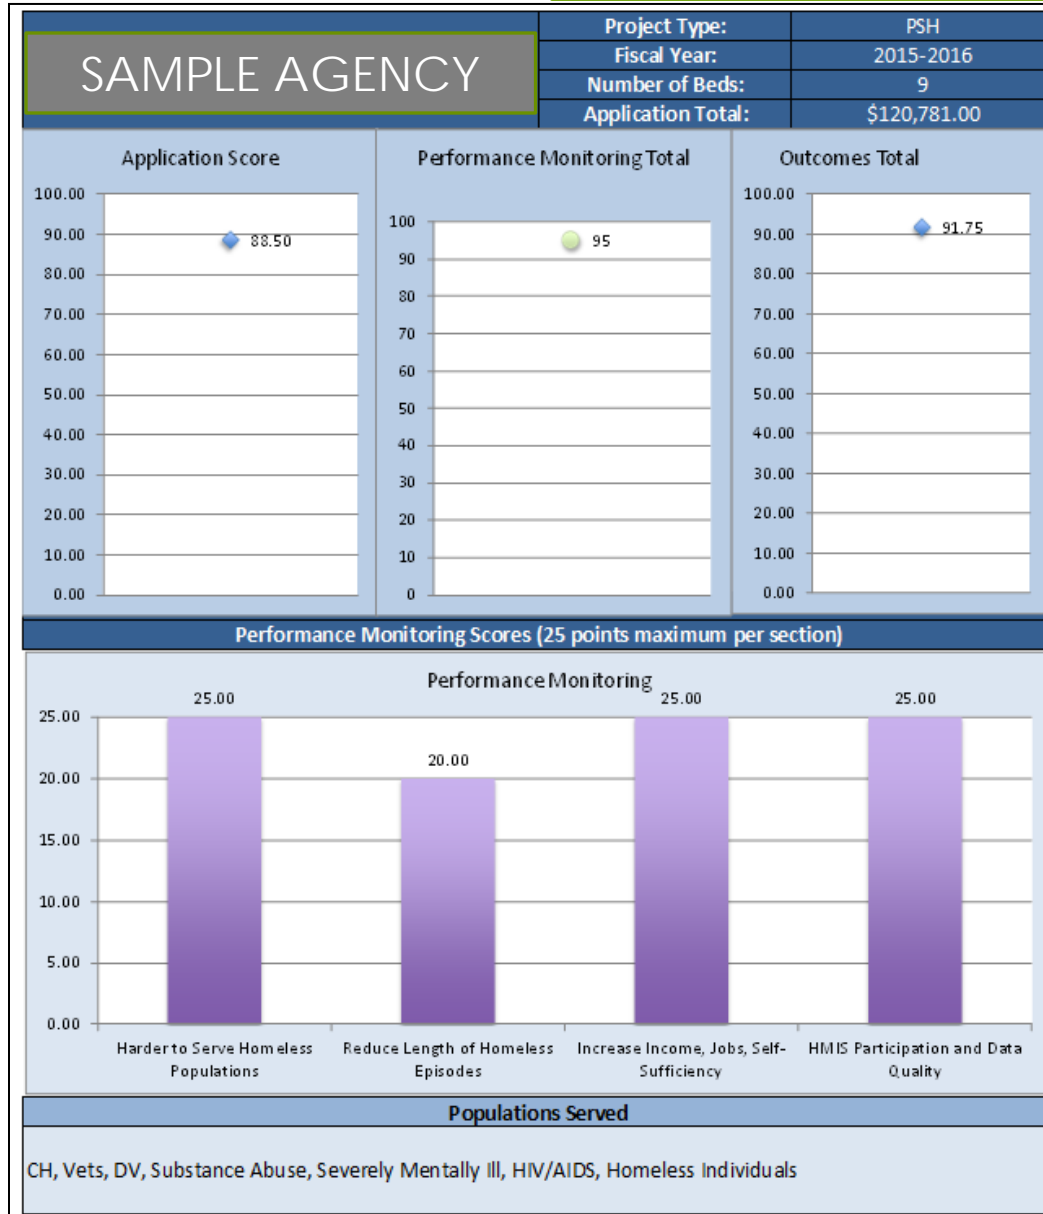 SAMPLE AGENCY
Project Type: PSH
Fiscal Year: 2015-2016
Number of Beds: 9
Application Total: $120,781.00
Application Score
100.00
90.00
80.00
70.00
60.00
50.00
40.00
30.00
20.00
10.00
0.00
88.50
Performance Monitoring Total
100
90
80
70
60
50
40
30
20
10
0
95
Outcomes Total
100.00
90.00
80.00
70.00
60.00
50.00
40.00
30.00
20.00
10.00
0.00
91.75
Performance Monitoring Scores (25 points maximum per section)
Performance Monitoring
25.00
20.00
15.00
10.00
5.00
0.00
25.00
20.00
25.00
25.00
Harder to Serve Homeless
Populations
Reduce Length of Homeless
Episodes
Increase Income, Jobs, Self-
Sufficiency
HMIS Participation and Data
Quality
Populations Served
CH, Vets, DV, Substance Abuse, Severely Mentally Ill, HIV/AIDS, Homeless Individuals